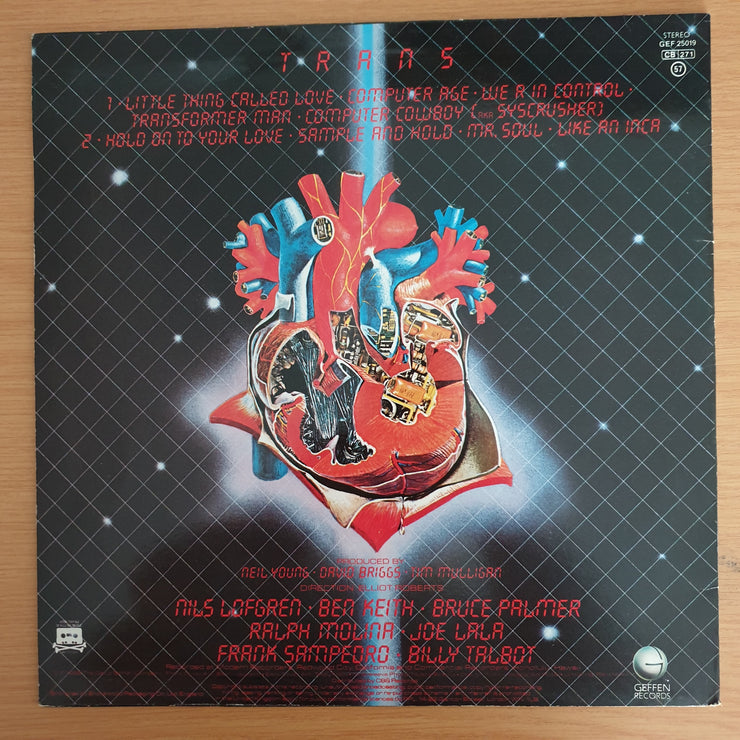 STEREO
GEF 25019
CB 271
57
TRANS
1 · LITTLE THING CALLED LOVE · COMPUTER AGE · WE R IN CONTROL ·
TRANSFORMER MAN · COMPUTER COWBOY (AKA SYSCRUSHER)
2 · HOLD ON TO YOUR LOVE · SAMPLE AND HOLD · MR. SOUL · LIKE AN INCA
PRODUCED BY
NEIL YOUNG · DAVID BRIGGS · TIM MULLIGAN
DIRECTION: ELLIOT ROBERTS
NILS LOFGREN · BEN KEITH · BRUCE PALMER
RALPH MOLINA · JOE LALA
FRANK SAMPEDRO · BILLY TALBOT
GEFFEN
RECORDS